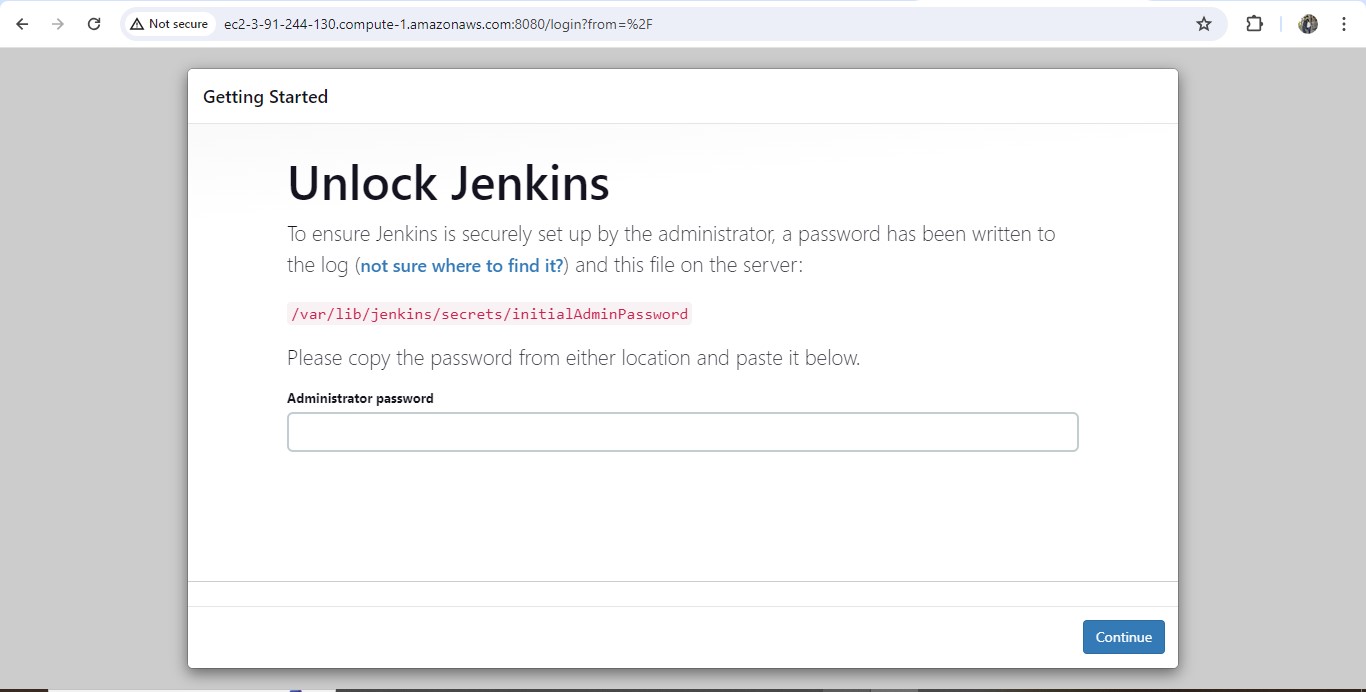 Not secure
ec2-3-91-244-130.compute-1.amazonaws.com:8080/login?from=%2F
Getting Started
Unlock Jenkins
To ensure Jenkins is securely set up by the administrator, a password has been written to
the log (not sure where to find it?) and this file on the server:
/var/lib/jenkins/secrets/initialAdminPassword
Please copy the password from either location and paste it below.
Administrator password
Continue